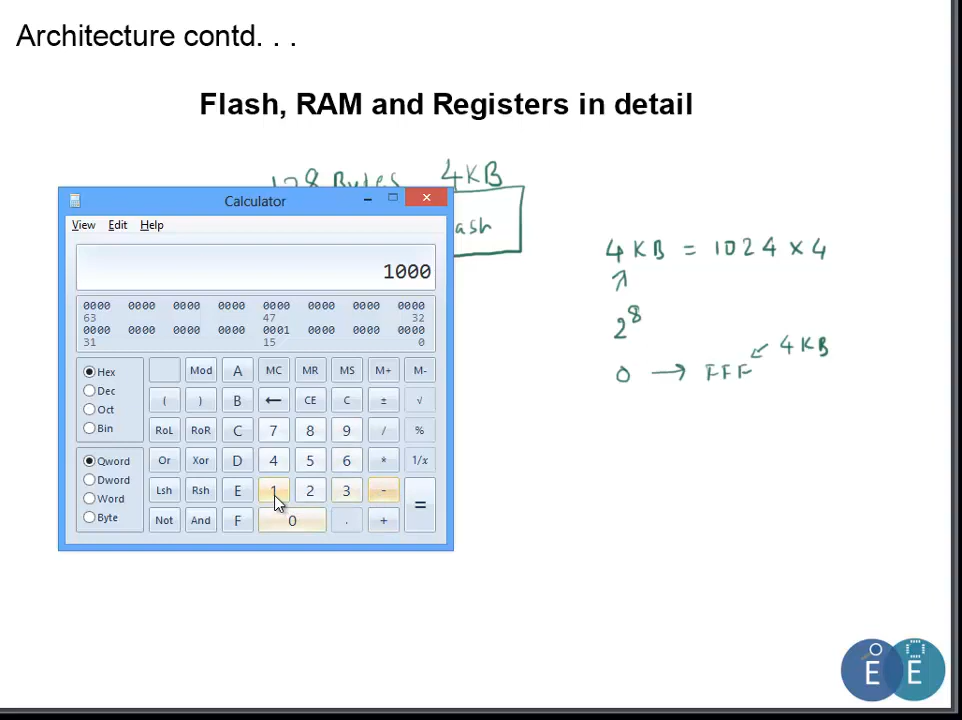 Architecture contd. . .
Flash, RAM and Registers in detail
128 Bytes 4KB
ash
4 KB = 1024 × 4
2^8
0 → FFF 4KB
Calculator
View Edit Help
1000
0000 0000 0000 0000 0000 0000 0000 0000
63 47 32
0000 0000 0000 0000 0001 0000 0000 0000
31 15 0
Hex Mod A MC MR MS M+ M-
Dec ( ) B ← CE C ± √
Oct
Bin RoL RoR C 7 8 9 / %
Qword Or Xor D 4 5 6 * 1/x
Dword
Word Lsh Rsh E 1 2 3 - =
Byte Not And F 0 . +
Ê Ê